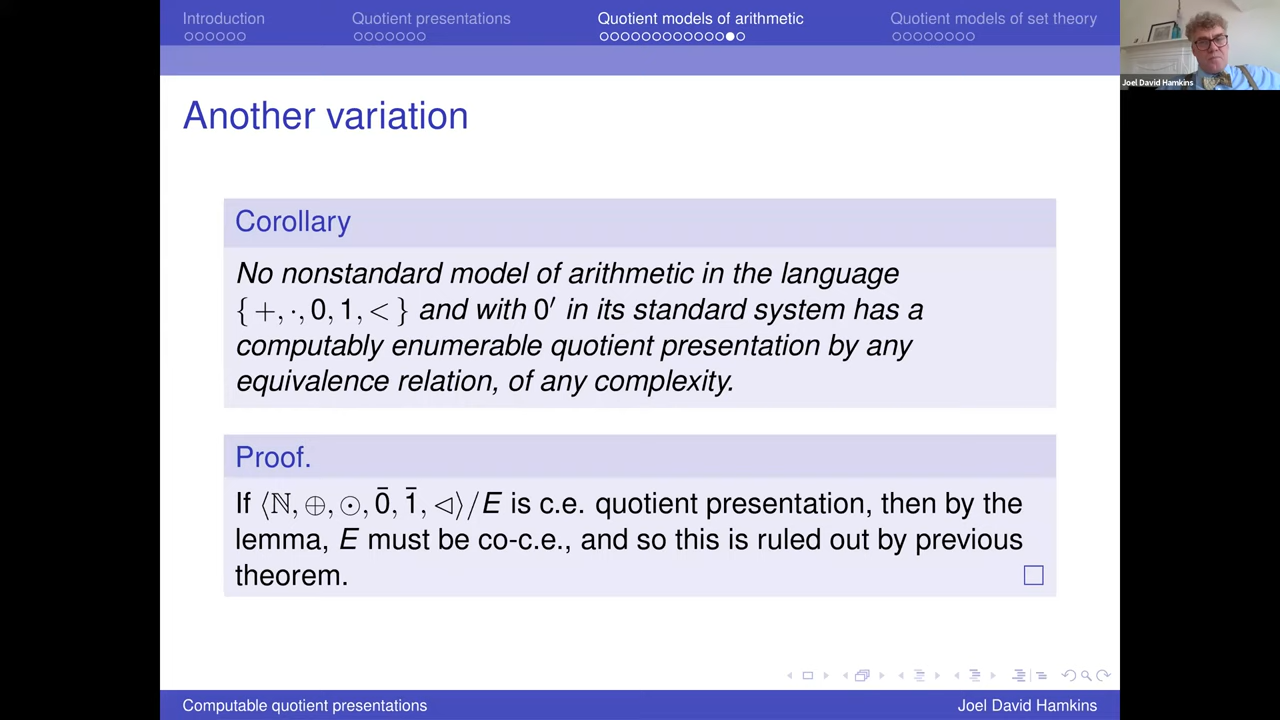 Introduction Quotient presentations Quotient models of arithmetic Quotient models of set theory
Joel David Hamkins
Another variation
Corollary
No nonstandard model of arithmetic in the language
{ +, ·, 0, 1, < } and with 0′ in its standard system has a
computably enumerable quotient presentation by any
equivalence relation, of any complexity.
Proof.
If ⟨ℕ, ⊕, ⊙, 0̄, 1̄, ⊲⟩/E is c.e. quotient presentation, then by the
lemma, E must be co-c.e., and so this is ruled out by previous
theorem. □
Computable quotient presentations Joel David Hamkins